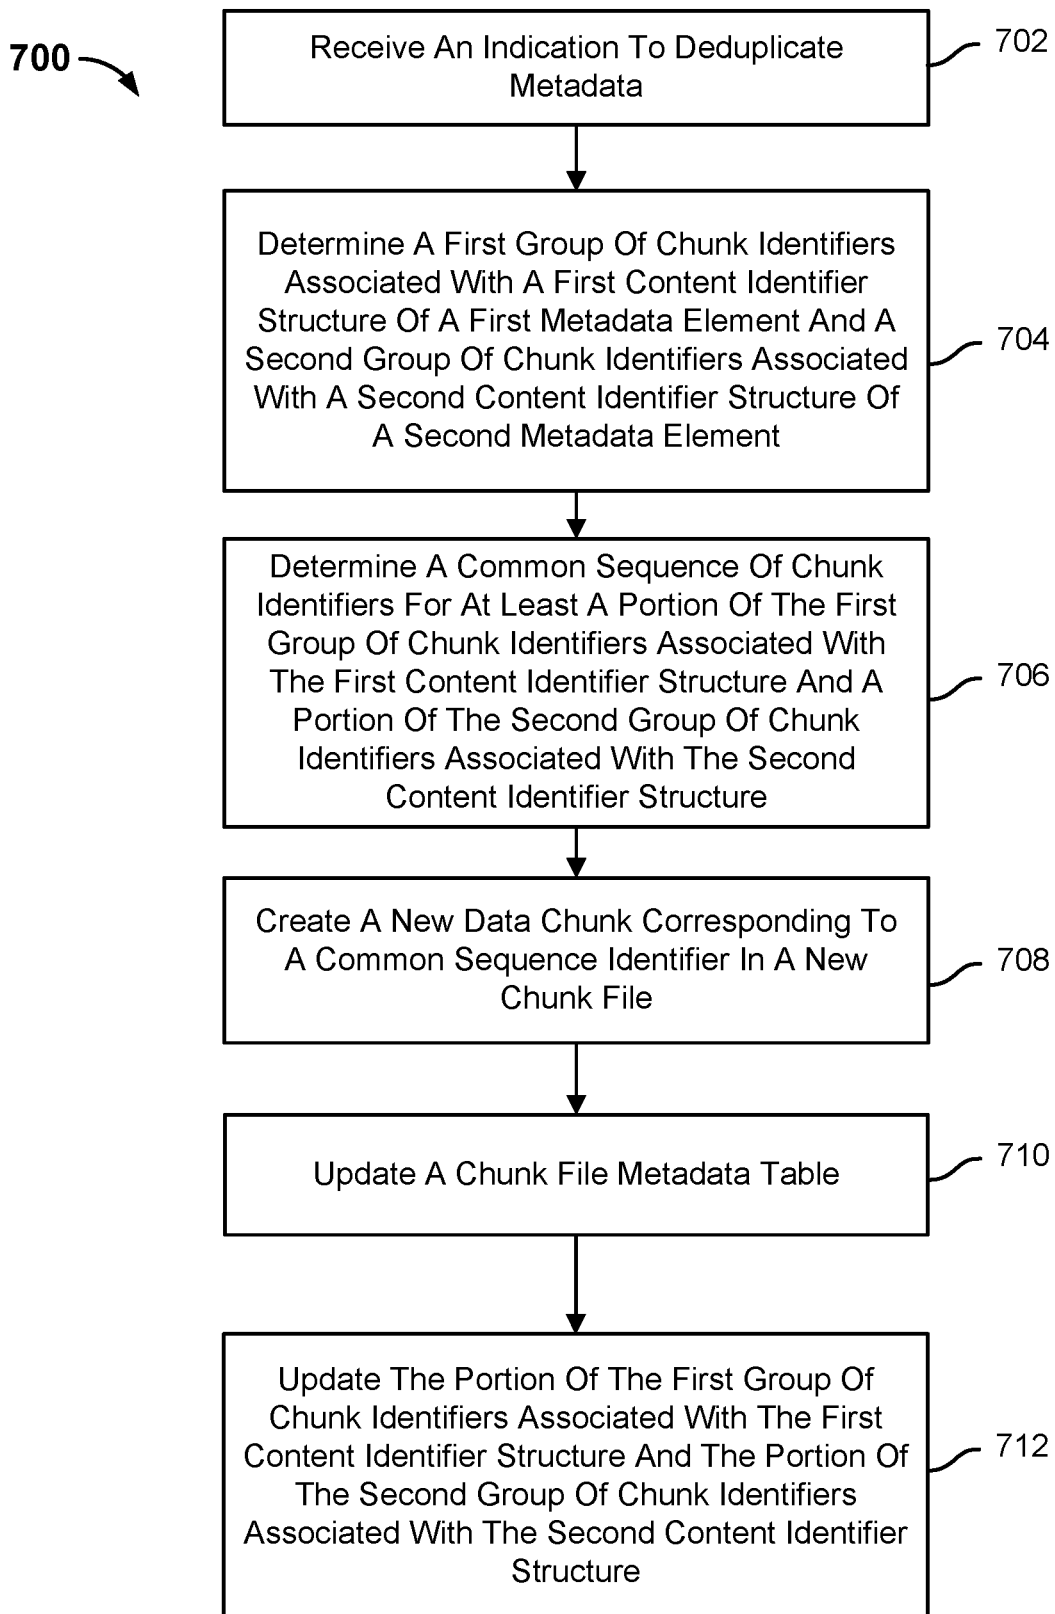 700
Receive An Indication To Deduplicate
Metadata
702
Determine A First Group Of Chunk Identifiers
Associated With A First Content Identifier
Structure Of A First Metadata Element And A
Second Group Of Chunk Identifiers Associated
With A Second Content Identifier Structure Of
A Second Metadata Element
704
Determine A Common Sequence Of Chunk
Identifiers For At Least A Portion Of The First
Group Of Chunk Identifiers Associated With
The First Content Identifier Structure And A
Portion Of The Second Group Of Chunk
Identifiers Associated With The Second
Content Identifier Structure
706
Create A New Data Chunk Corresponding To
A Common Sequence Identifier In A New
Chunk File
708
Update A Chunk File Metadata Table
710
Update The Portion Of The First Group Of
Chunk Identifiers Associated With The First
Content Identifier Structure And The Portion Of
The Second Group Of Chunk Identifiers
Associated With The Second Content Identifier
Structure
712